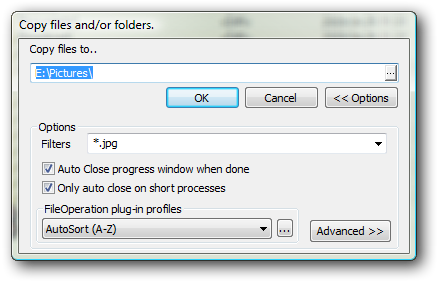 Copy files and/or folders.
Copy files to..
E:\Pictures\
...
OK Cancel << Options
Options
Filters *.jpg
Auto Close progress window when done
Only auto close on short processes
FileOperation plug-in profiles
AutoSort (A-Z) ... Advanced >>